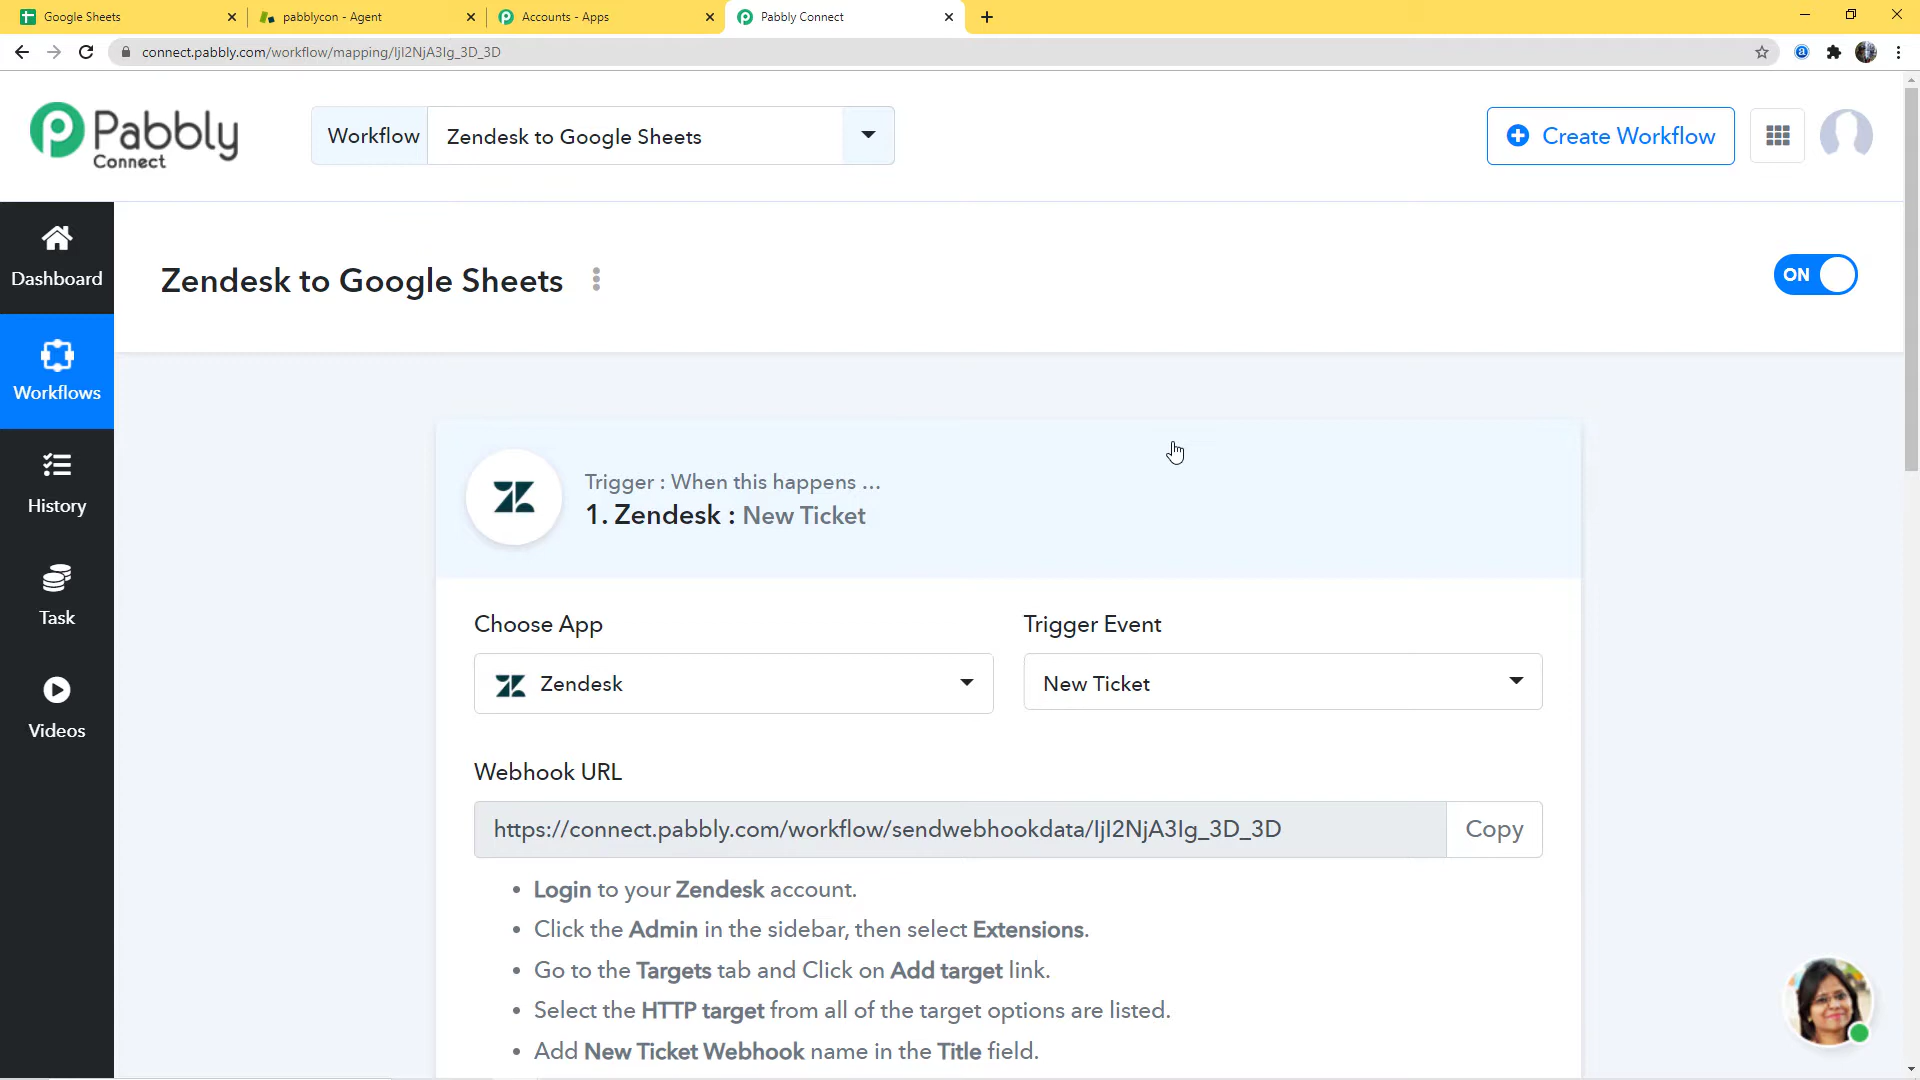 Google Sheets
pabblycon - Agent
Accounts - Apps
Pabbly Connect
connect.pabbly.com/workflow/mapping/IjI2NjA3Ig_3D_3D
Pabbly
Connect
Workflow
Zendesk to Google Sheets
Create Workflow
Zendesk to Google Sheets
ON
Dashboard
Workflows
History
Task
Videos
Trigger : When this happens ...
1. Zendesk : New Ticket
Choose App
Trigger Event
Zendesk
New Ticket
Webhook URL
https://connect.pabbly.com/workflow/sendwebhookdata/IjI2NjA3Ig_3D_3D
Copy
• Login to your Zendesk account.
• Click the Admin in the sidebar, then select Extensions.
• Go to the Targets tab and Click on Add target link.
• Select the HTTP target from all of the target options are listed.
• Add New Ticket Webhook name in the Title field.